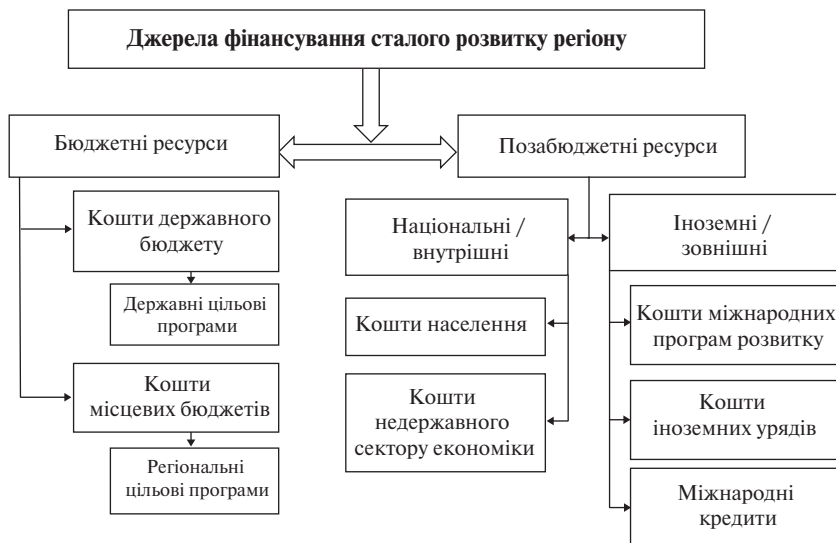 Джерела фінансування сталого розвитку регіону
Бюджетні ресурси
Позабюджетні ресурси
Кошти державного
бюджету
Державні цільові
програми
Кошти
місцевих бюджетів
Регіональні
цільові програми
Національні /
внутрішні
Кошти населення
Кошти
недержавного
сектору економіки
Іноземні /
зовнішні
Кошти міжнародних
програм розвитку
Кошти
іноземних урядів
Міжнародні
кредити